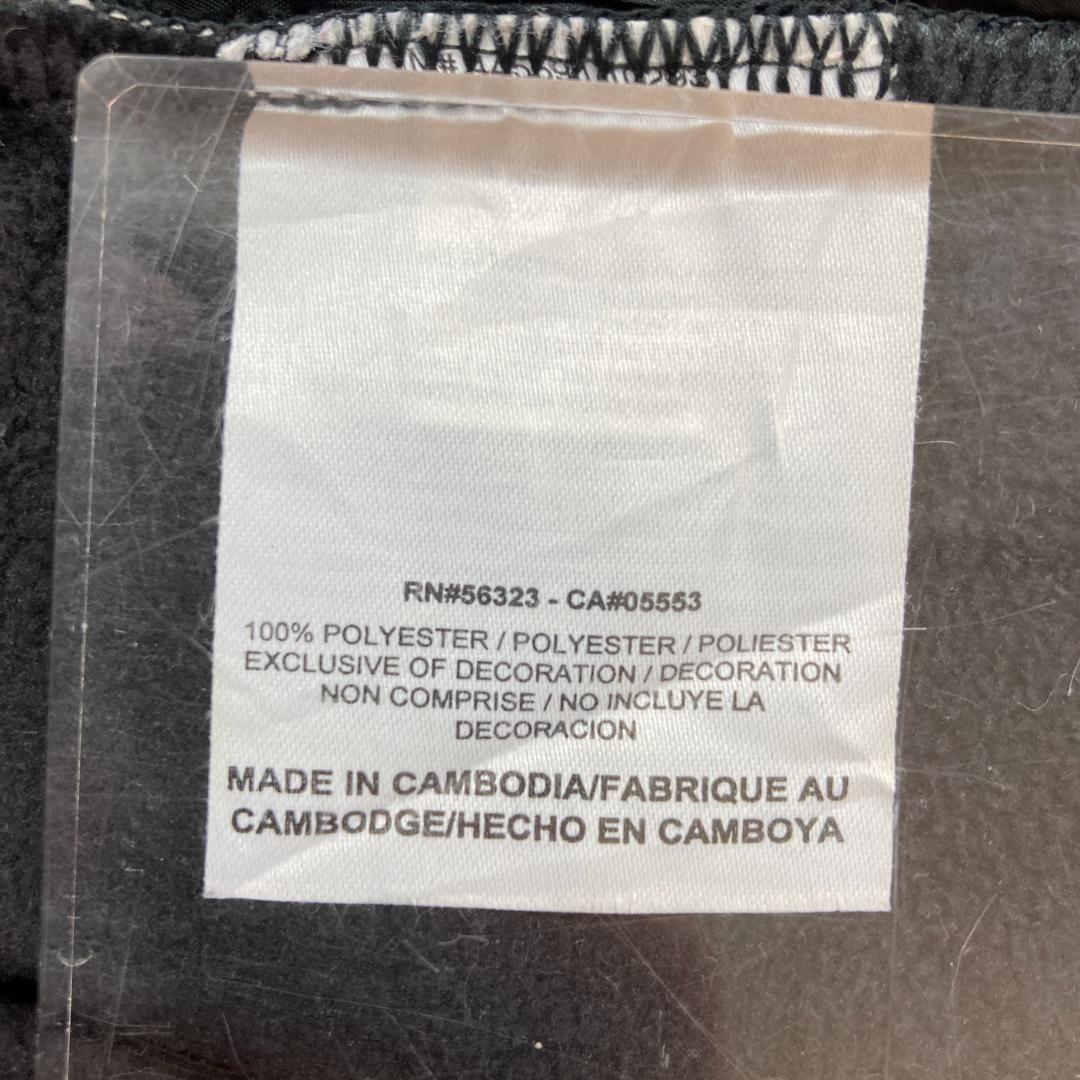 RN#56323 - CA#05553
100% POLYESTER / POLYESTER / POLIESTER
EXCLUSIVE OF DECORATION / DECORATION
NON COMPRISE / NO INCLUYE LA
DECORACION
MADE IN CAMBODIA/FABRIQUE AU
CAMBODGE/HECHO EN CAMBOYA